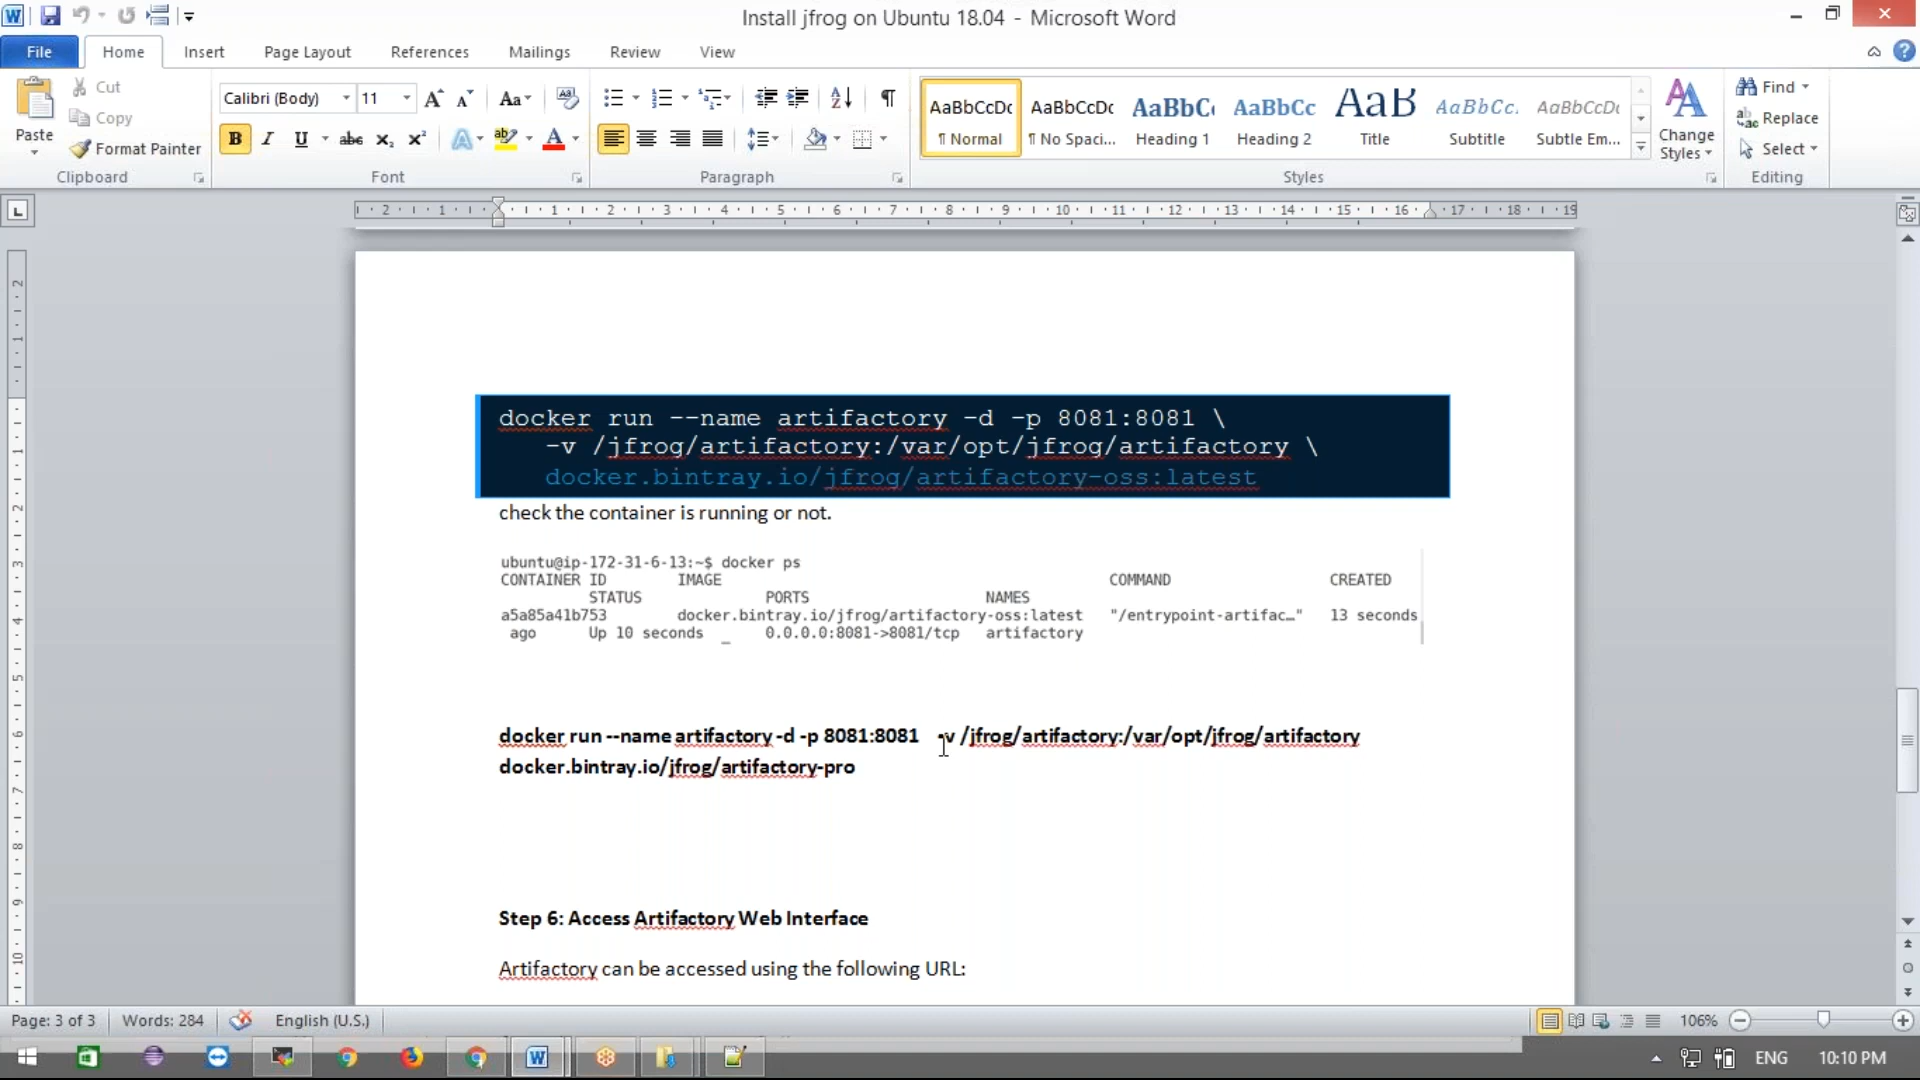 Install jfrog on Ubuntu 18.04 - Microsoft Word
File Home Insert Page Layout References Mailings Review View
Paste
Cut
Copy
Format Painter
Clipboard
Calibri (Body) 11
Font
Paragraph
AaBbCcDc AaBbCcDc AaBbC AaBbCc AaB AaBbCc. AaBbCcDc
¶ Normal ¶ No Spaci... Heading 1 Heading 2 Title Subtitle Subtle Em...
Change
Styles
Styles
Find
Replace
Select
Editing
docker run --name artifactory -d -p 8081:8081 \
-v /jfrog/artifactory:/var/opt/jfrog/artifactory \
docker.bintray.io/jfrog/artifactory-oss:latest
check the container is running or not.
ubuntu@ip-172-31-6-13:~$ docker ps
CONTAINER ID IMAGE COMMAND CREATED
STATUS PORTS NAMES
a5a85a41b753 docker.bintray.io/jfrog/artifactory-oss:latest "/entrypoint-artifac…" 13 seconds
ago Up 10 seconds _ 0.0.0.0:8081->8081/tcp artifactory
docker run --name artifactory -d -p 8081:8081 -v /jfrog/artifactory:/var/opt/jfrog/artifactory
docker.bintray.io/jfrog/artifactory-pro
Step 6: Access Artifactory Web Interface
Artifactory can be accessed using the following URL:
Page: 3 of 3 Words: 284 English (U.S.) 106%
ENG 10:10 PM